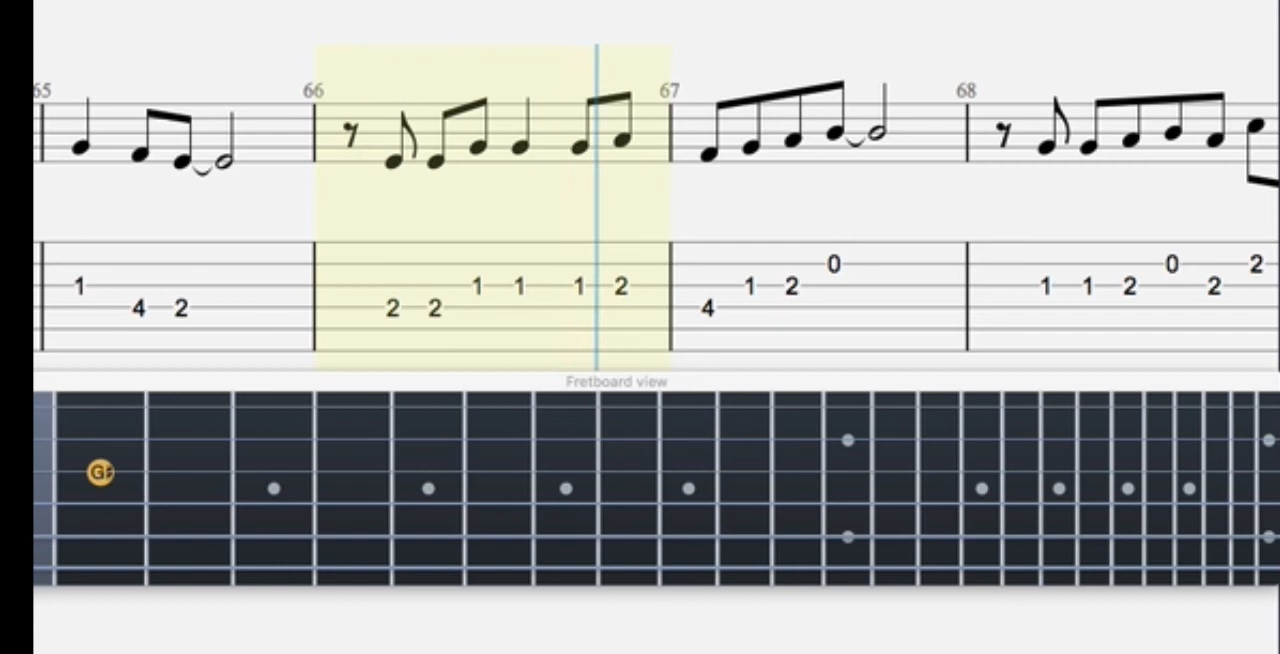 65 66 67 68
0 0 2
1 1 1 1 2 1 2 1 1 2 2
4 2 2 2 4
Fretboard view
G♯